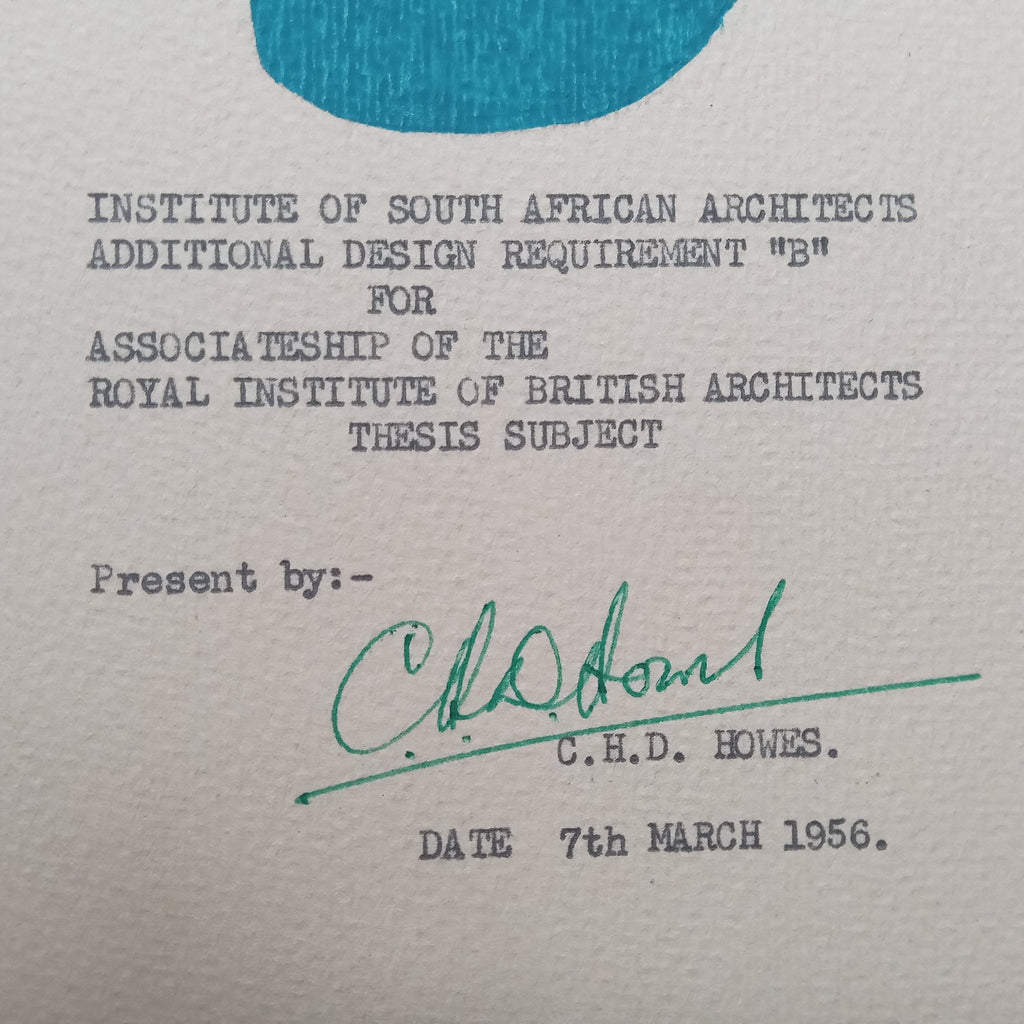 INSTITUTE OF SOUTH AFRICAN ARCHITECTS
ADDITIONAL DESIGN REQUIREMENT "B"
FOR
ASSOCIATESHIP OF THE
ROYAL INSTITUTE OF BRITISH ARCHITECTS
THESIS SUBJECT
Present by:-
C.H.D. Howes
C.H.D. HOWES.
DATE 7th MARCH 1956.